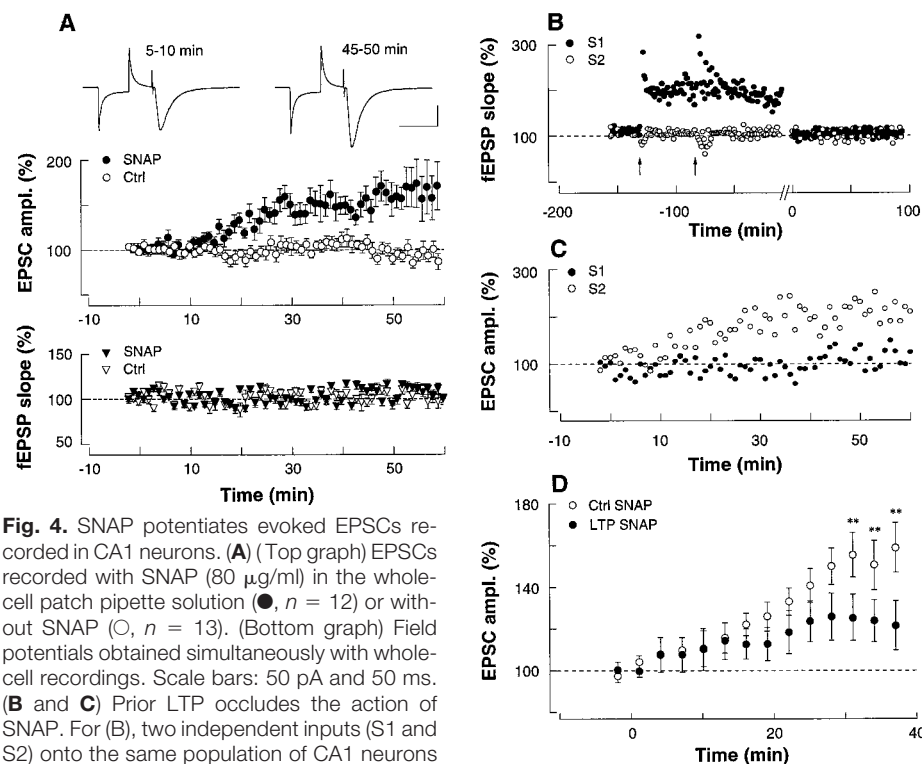 A
5-10 min
45-50 min
EPSC ampl. (%)
200
100
SNAP
Ctrl
-10
10
30
50
fEPSP slope (%)
150
100
50
SNAP
Ctrl
-10
10
30
50
Time (min)
B
S1
S2
fEPSP slope (%)
300
100
-200
-100
0
100
Time (min)
C
S1
S2
EPSC ampl. (%)
300
100
-10
10
30
50
Time (min)
D
Ctrl SNAP
LTP SNAP
EPSC ampl. (%)
180
140
100
** ** **
0
20
40
Time (min)
Fig. 4. SNAP potentiates evoked EPSCs re-
corded in CA1 neurons. (A) (Top graph) EPSCs
recorded with SNAP (80 μg/ml) in the whole-
cell patch pipette solution (●, n = 12) or with-
out SNAP (○, n = 13). (Bottom graph) Field
potentials obtained simultaneously with whole-
cell recordings. Scale bars: 50 pA and 50 ms.
(B and C) Prior LTP occludes the action of
SNAP. For (B), two independent inputs (S1 and
S2) onto the same population of CA1 neurons